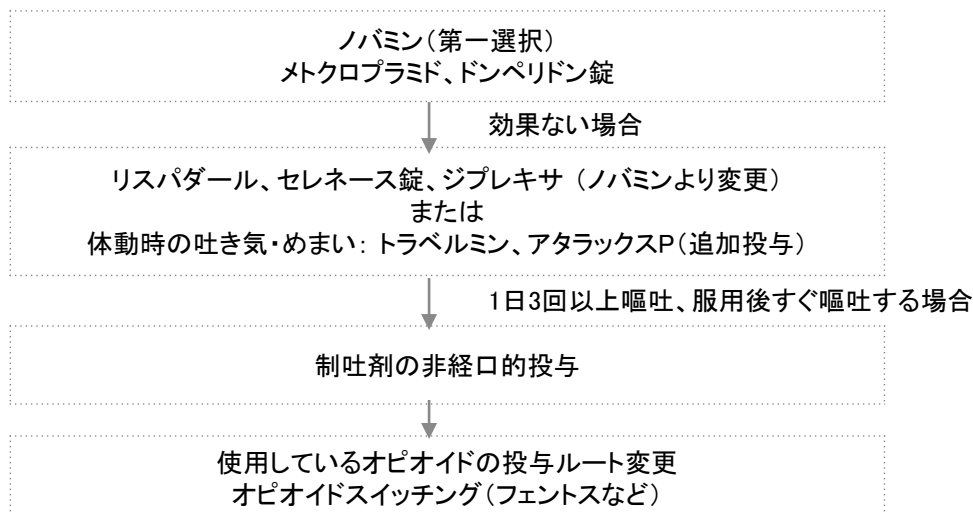 ノバミン（第一選択）
メトクロプラミド、ドンペリドン錠
効果ない場合
リスパダール、セレネース錠、ジプレキサ （ノバミンより変更）
または
体動時の吐き気・めまい： トラベルミン、アタラックスP（追加投与）
1日3回以上嘔吐、服用後すぐ嘔吐する場合
制吐剤の非経口的投与
使用しているオピオイドの投与ルート変更
オピオイドスイッチング（フェントスなど）